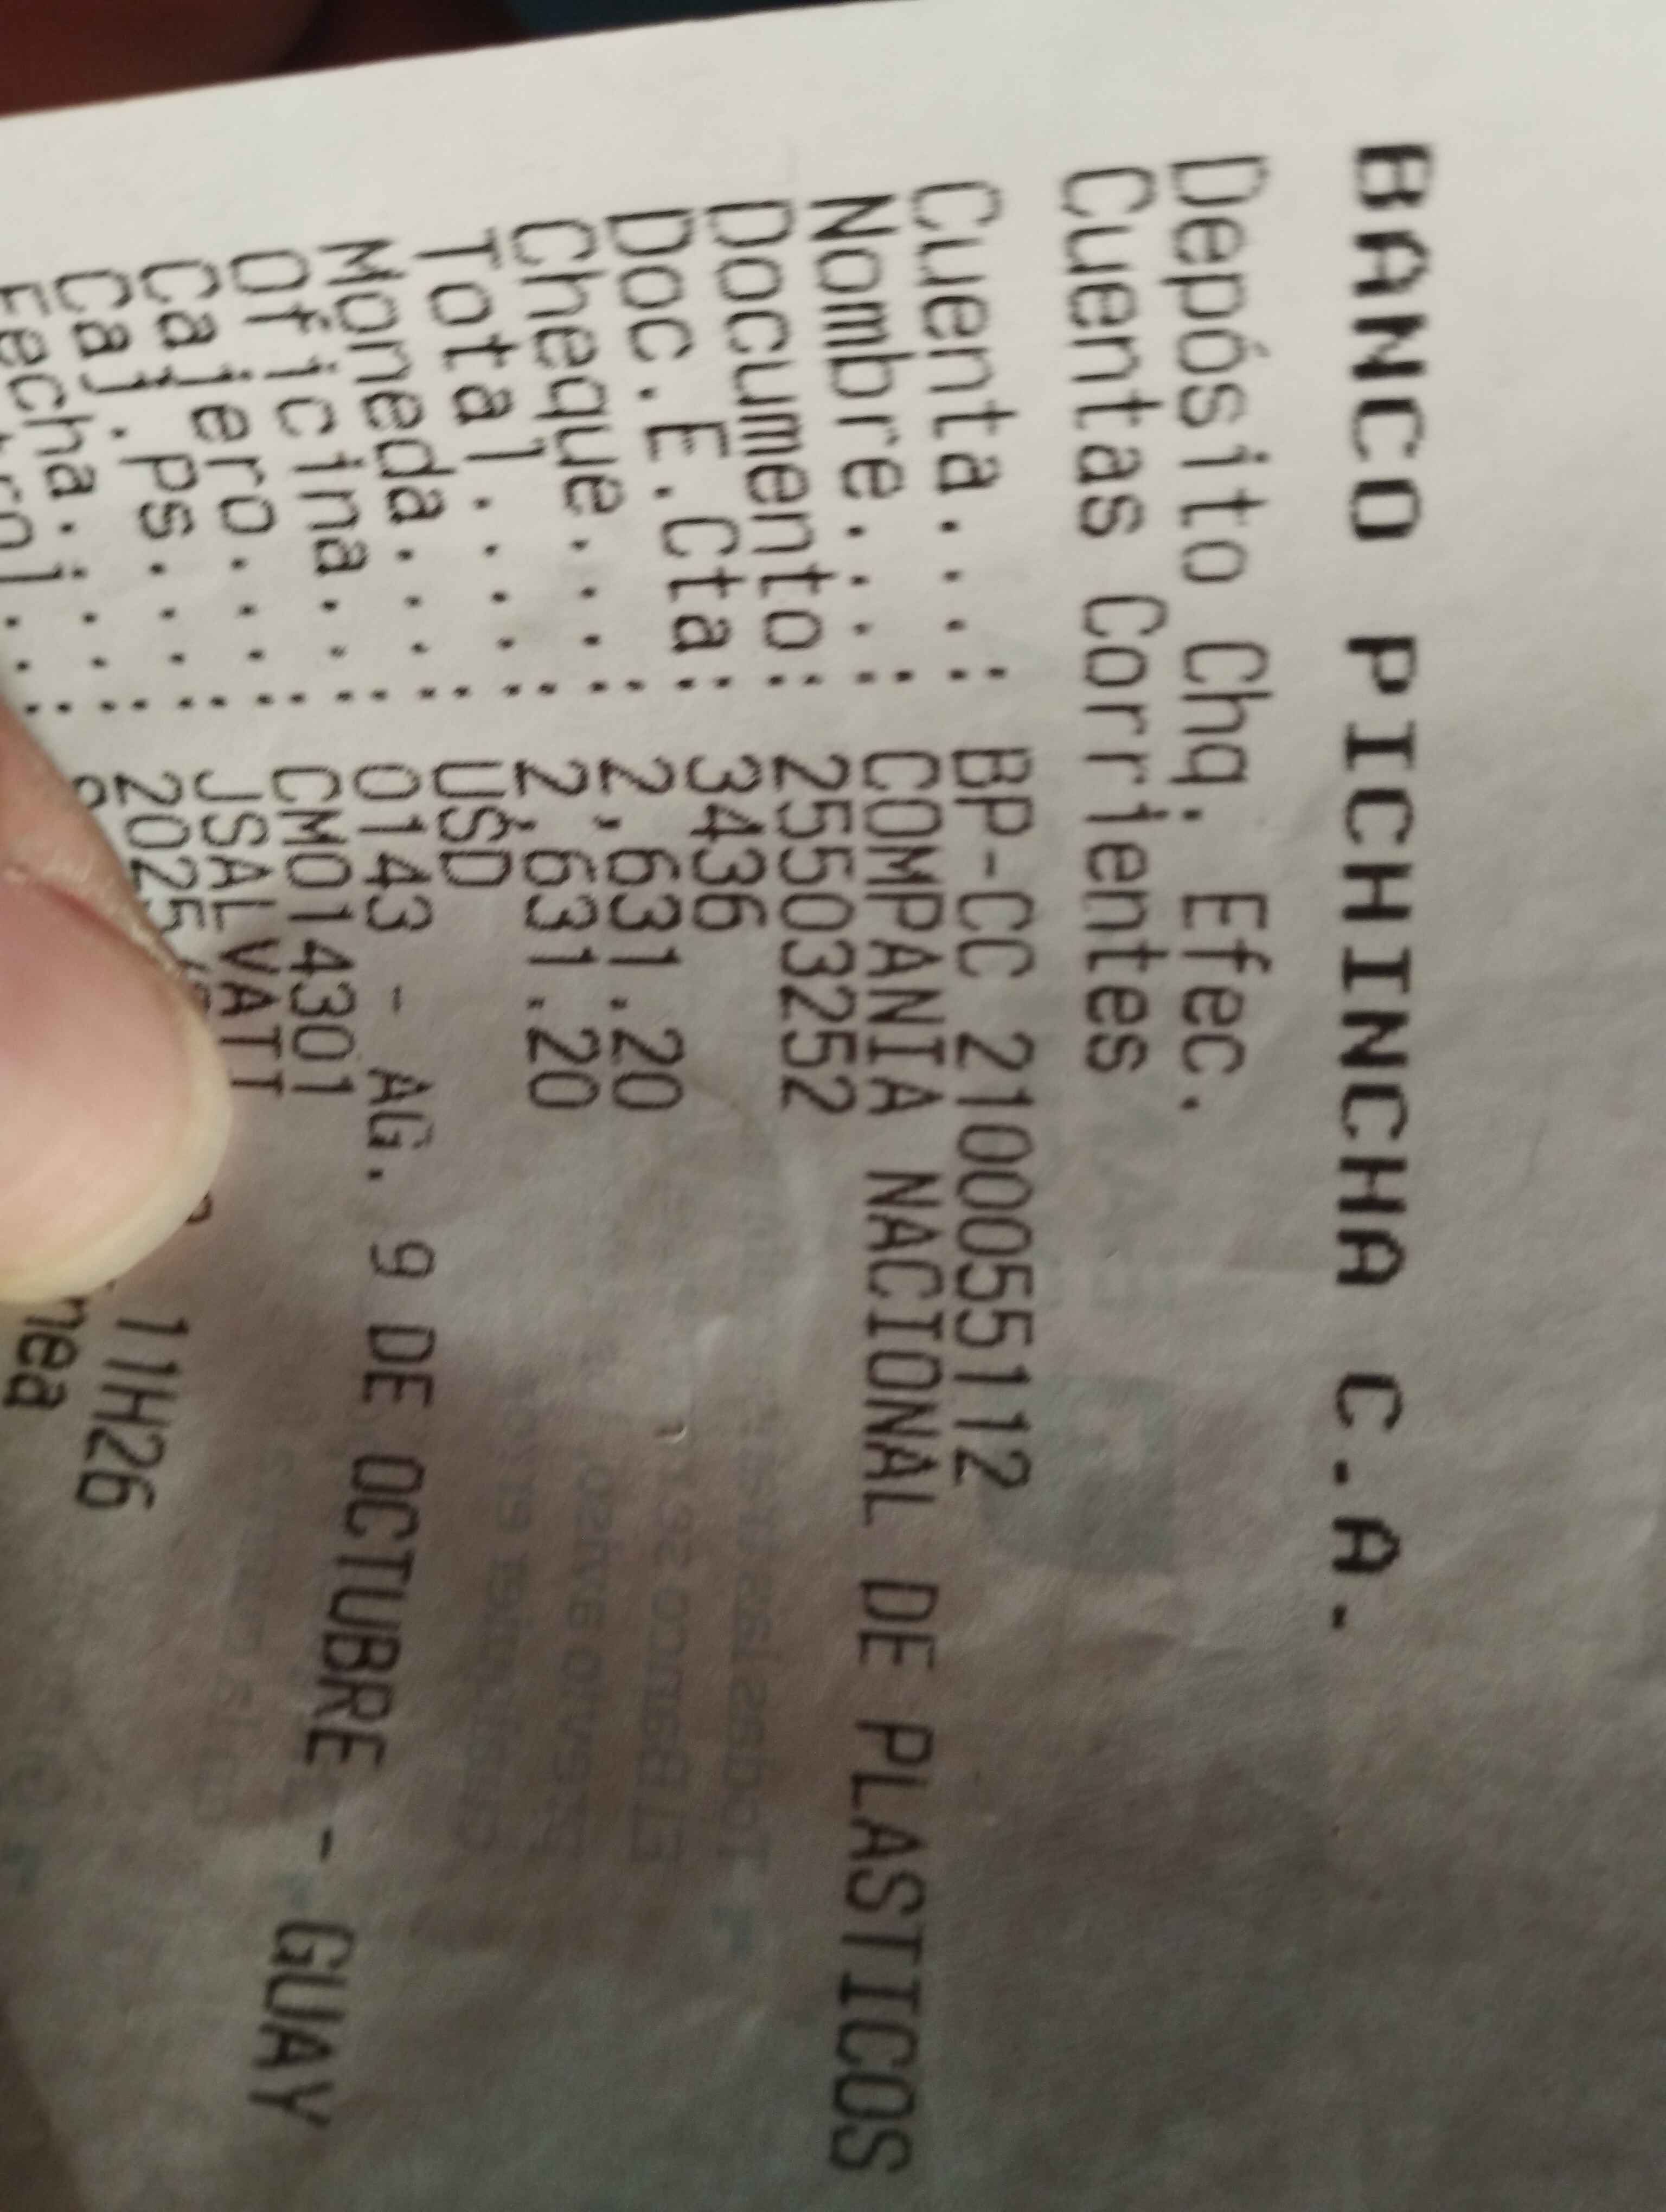 BANCO PICHINCHA C.A.
Depósito Chq. Efec.
Cuentas Corrientes
Cuenta.....: BP-CC 2100055112
Nombre.....: COMPANIA NACIONAL DE PLASTICOS
Documento..: 255503252
Doc.E.Cta..: 3436
Cheque.....: 2,631.20
Total......: 2,631.20
Moneda.....: USD
Oficina....: 0143 - AG. 9 DE OCTUBRE - GUAY
Cajero.....: CM014301
Caj.ps.....: JSALVATI
Fecha......: 2025 11H26